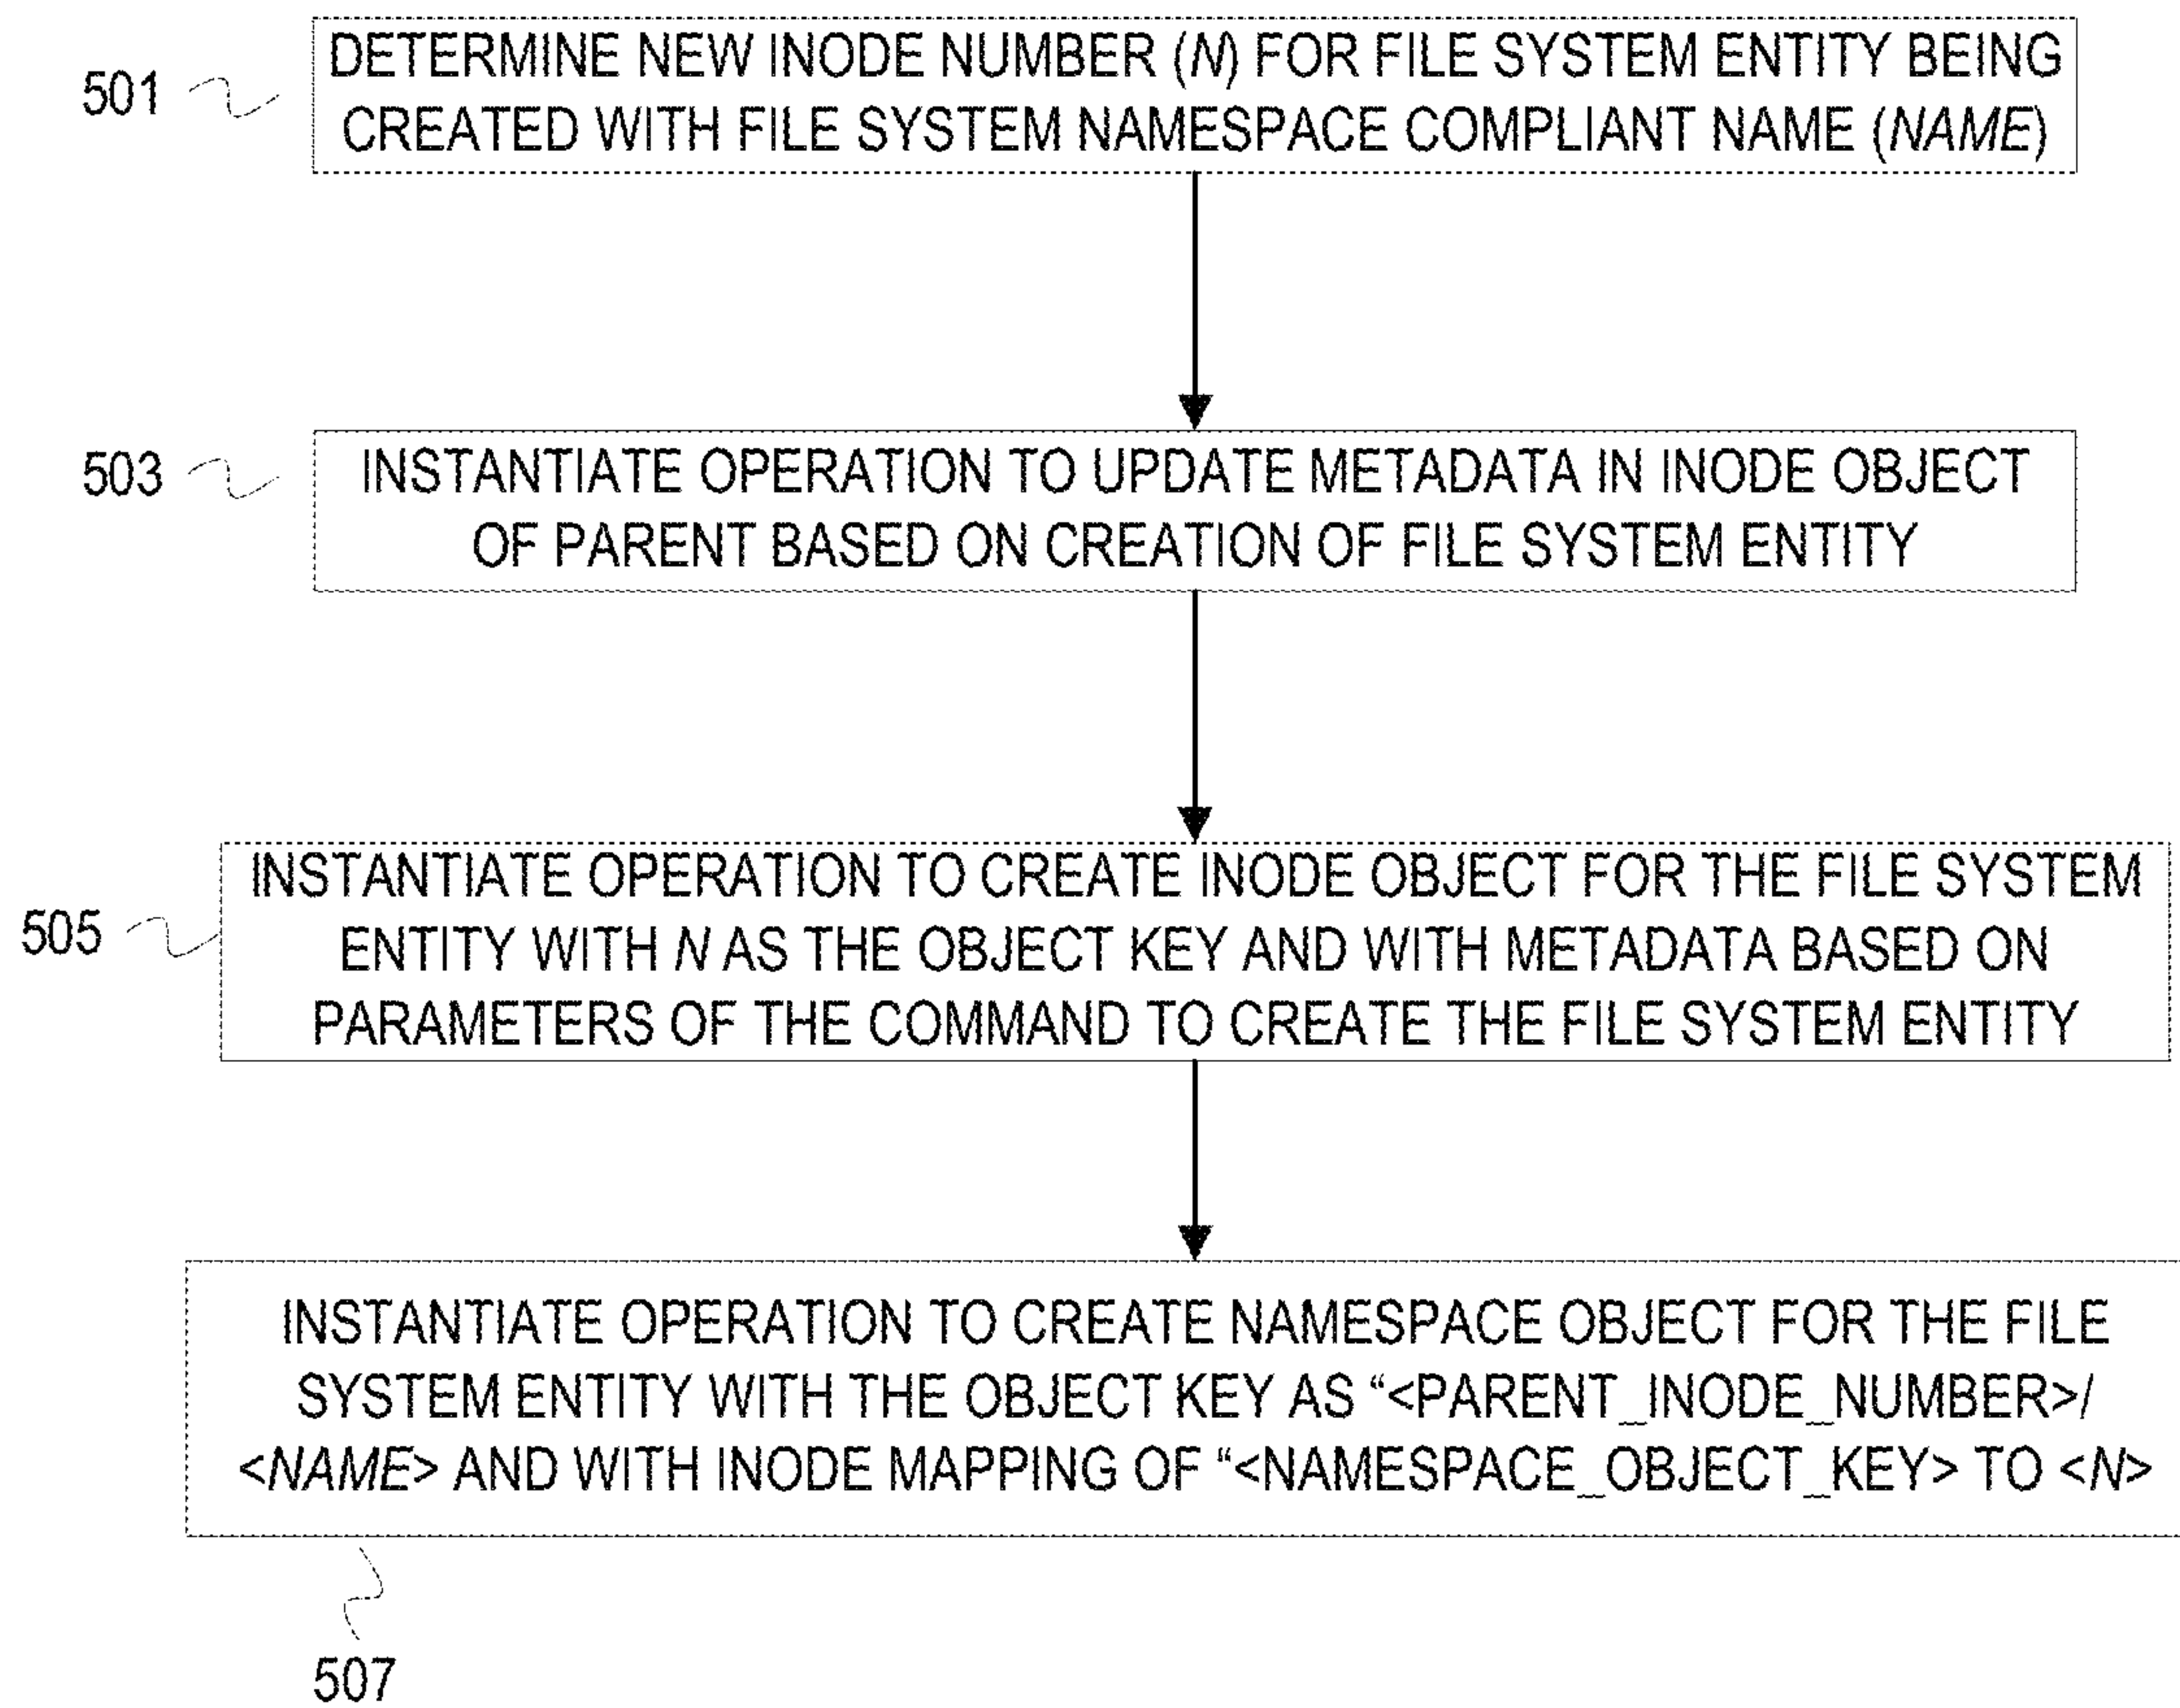 501
DETERMINE NEW INODE NUMBER (N) FOR FILE SYSTEM ENTITY BEING
CREATED WITH FILE SYSTEM NAMESPACE COMPLIANT NAME (NAME)
503
INSTANTIATE OPERATION TO UPDATE METADATA IN INODE OBJECT
OF PARENT BASED ON CREATION OF FILE SYSTEM ENTITY
505
INSTANTIATE OPERATION TO CREATE INODE OBJECT FOR THE FILE SYSTEM
ENTITY WITH N AS THE OBJECT KEY AND WITH METADATA BASED ON
PARAMETERS OF THE COMMAND TO CREATE THE FILE SYSTEM ENTITY
INSTANTIATE OPERATION TO CREATE NAMESPACE OBJECT FOR THE FILE
SYSTEM ENTITY WITH THE OBJECT KEY AS “<PARENT_INODE_NUMBER>/
<NAME> AND WITH INODE MAPPING OF “<NAMESPACE_OBJECT_KEY> TO <N>
507